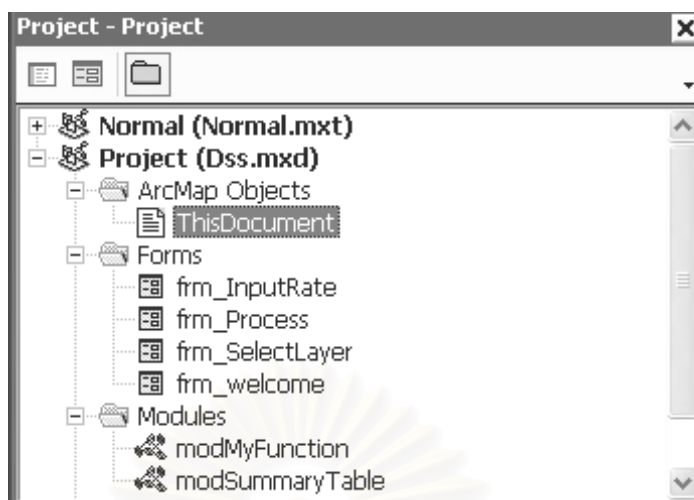 Project - Project
Normal (Normal.mxt)
Project (Dss.mxd)
ArcMap Objects
ThisDocument
Forms
frm_InputRate
frm_Process
frm_SelectLayer
frm_welcome
Modules
modMyFunction
modSummaryTable